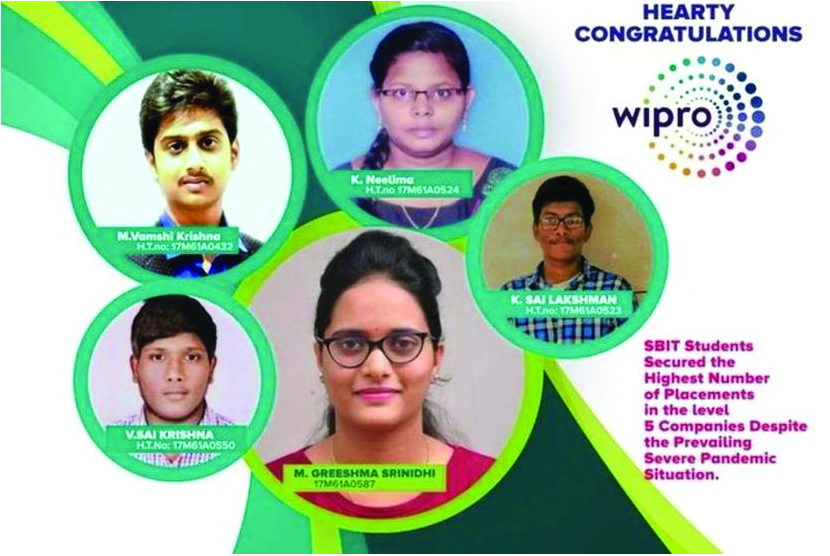 HEARTY
CONGRATULATIONS
wipro
K. Neelima
H.T.no 17M61A0524
M.Vamshi Krishna
H.T.no: 17M61A0432
K. SAI LAKSHMAN
H.T.no: 17M61A0523
V.SAI KRISHNA
H.T.No: 17M61A0550
M. GREESHMA SRINIDHI
17M61A0587
SBIT Students
Secured the
Highest Number
of Placements
in the level
5 Companies Despite
the Prevailing
Severe Pandemic
Situation.